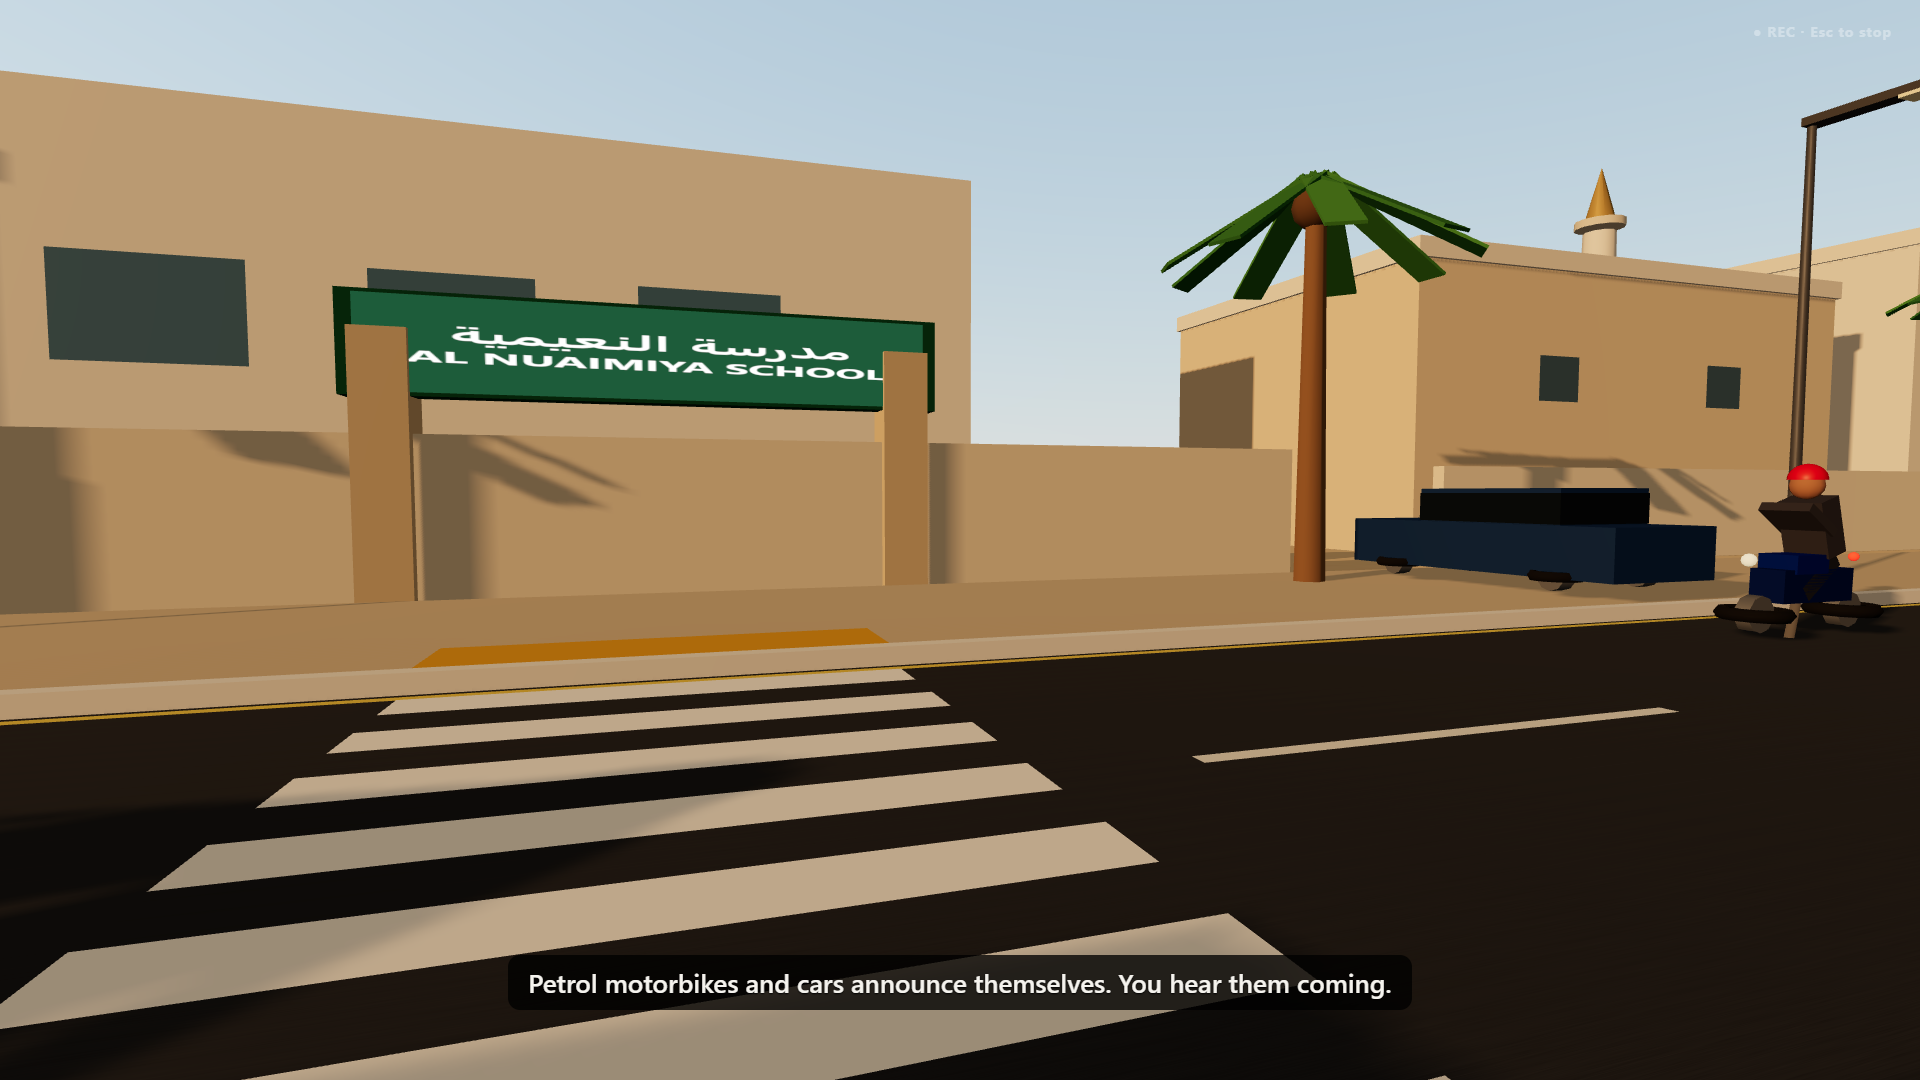 ● REC · Esc to stop
مدرسة النعيمية
AL NUAIMIYA SCHOOL
Petrol motorbikes and cars announce themselves. You hear them coming.